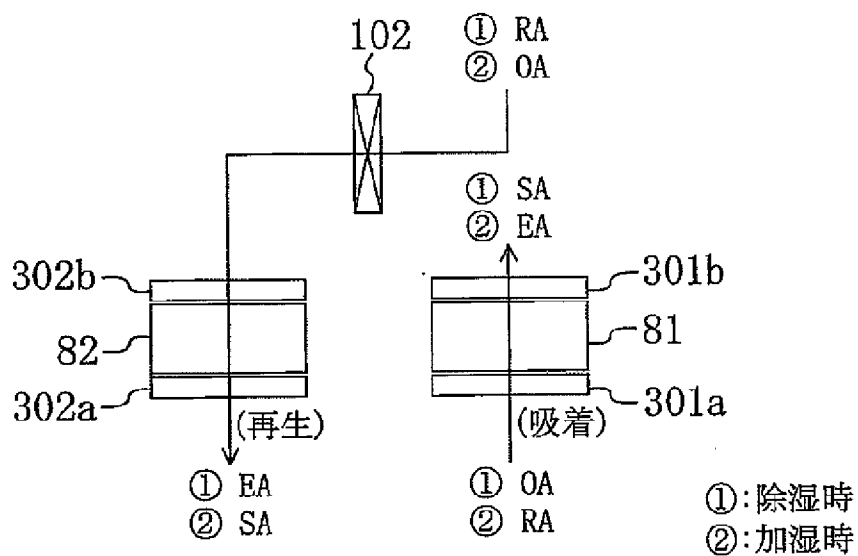 102
① RA
② OA
① SA
② EA
302b
301b
82
81
302a
301a
(再生)
(吸着)
① EA
② SA
① OA
② RA
①:除湿時
②:加湿時